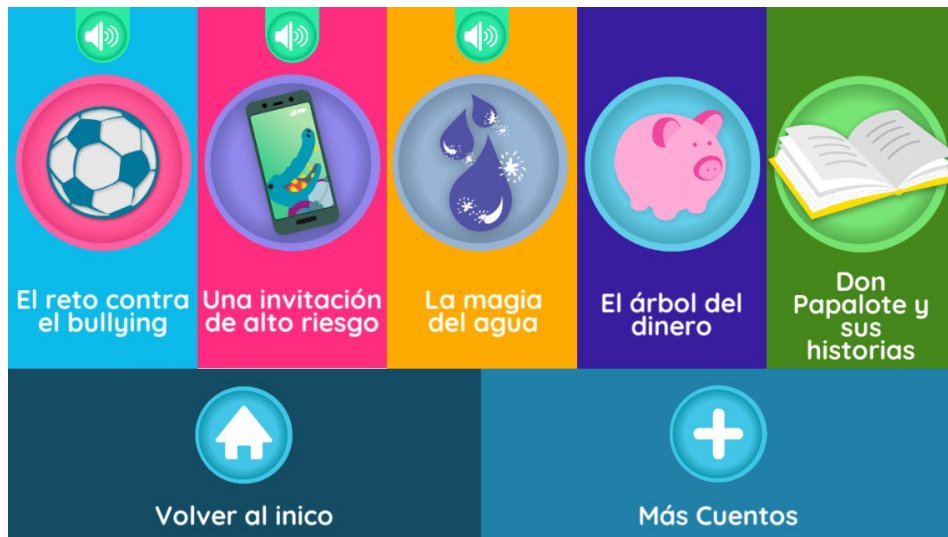 El reto contra
el bullying
Una invitación
de alto riesgo
La magia
del agua
El árbol del
dinero
Don
Papalote y
sus
historias
Volver al inico
Más Cuentos